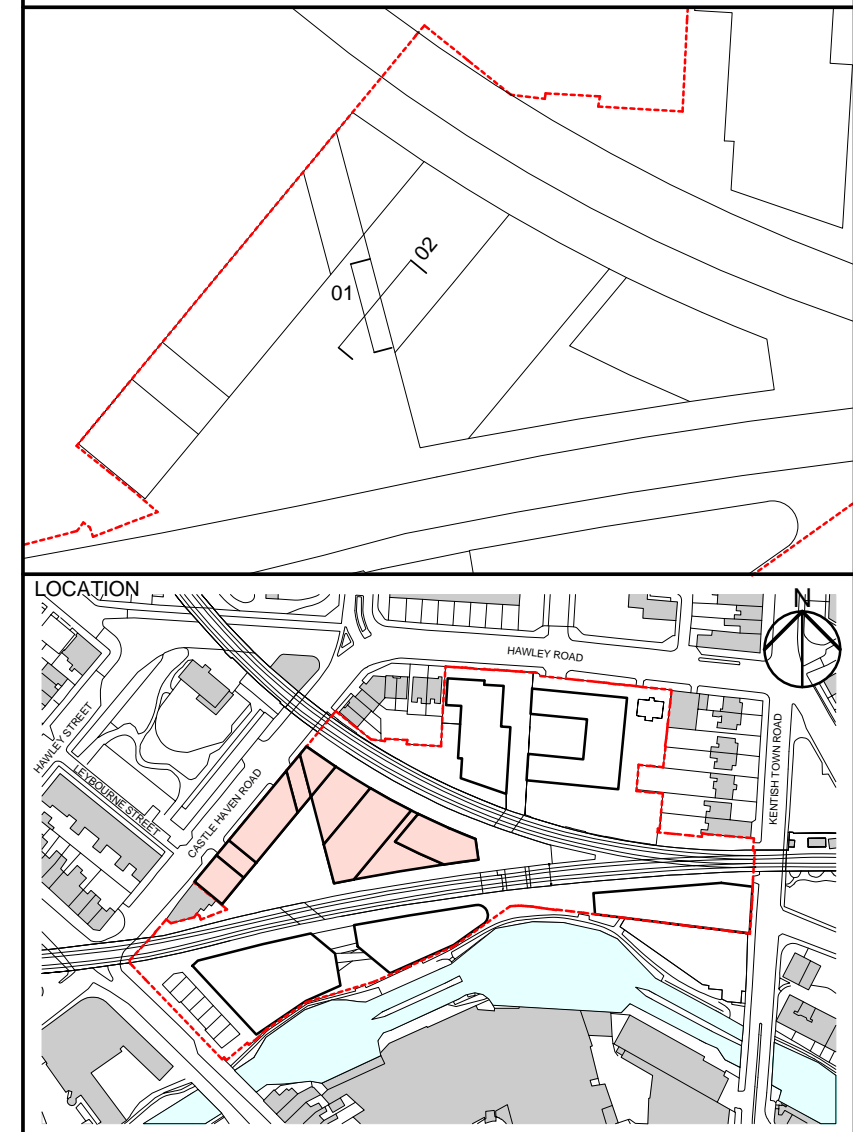 02
01
LOCATION
N
HAWLEY ROAD
HAWLEY STREET
LEYBOURNE STREET
CASTLE HAVEN ROAD
KENTISH TOWN ROAD